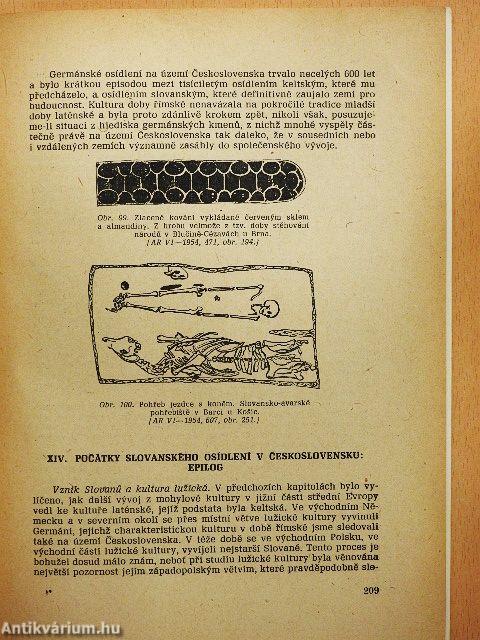 Germánské osídlení na území Československa trvalo necelých 600 let
a bylo krátkou episodou mezi tisíciletým osídlením keltským, které mu
předcházelo, a osídlením slovanským, které definitivně zaujalo zemi pro
budoucnost. Kultura doby římské nenavázala na pokročilé tradice mladší
doby laténské a byla proto zdánlivě krokem zpět, nikoli však, posuzuje-
me-li situaci z hlediska germánských kmenů, z nichž mnohé vyspěly čás-
tečně právě na území Československa tak daleko, že v sousedních nebo
i vzdálených zemích významně zasáhly do společenského vývoje.
Obr. 99. Zlacené kování vykládané červeným sklem
a almandiny. Z hrobu velmože z tzv. doby stěhování
národů v Blučině-Cézavách u Brna.
[AR VI—1954, 471, obr. 194.]
Obr. 100. Pohřeb jezdce s koněm. Slovansko-avarské
pohřebiště v Barci u Košic.
[AR VI—1954, 607, obr. 251.]
XIV. POČÁTKY SLOVANSKÉHO OSÍDLENÍ V ČESKOSLOVENSKU:
EPILOG
Vznik Slovanů a kultura lužická. V předchozích kapitolách bylo vy-
líčeno, jak další vývoj z mohylové kultury v jižní části střední Evropy
vedl ke kultuře laténské, jejíž podstata byla keltská. Ve východním Ně-
mecku a v severním okolí se přes místní větve lužické kultury vyvinuli
Germáni, jejichž charakteristickou kulturu v době římské jsme sledovali
také na území Československa. V téže době se ve východním Polsku, ve
východní části lužické kultury, vyvíjeli nejstarší Slované. Tento proces je
bohužel dosud málo znám, neboť při studiu lužické kultury byla věnována
největší pozornost jejím západopolským větvím, které pravděpodobně sle-
209
Antikvárium.hu